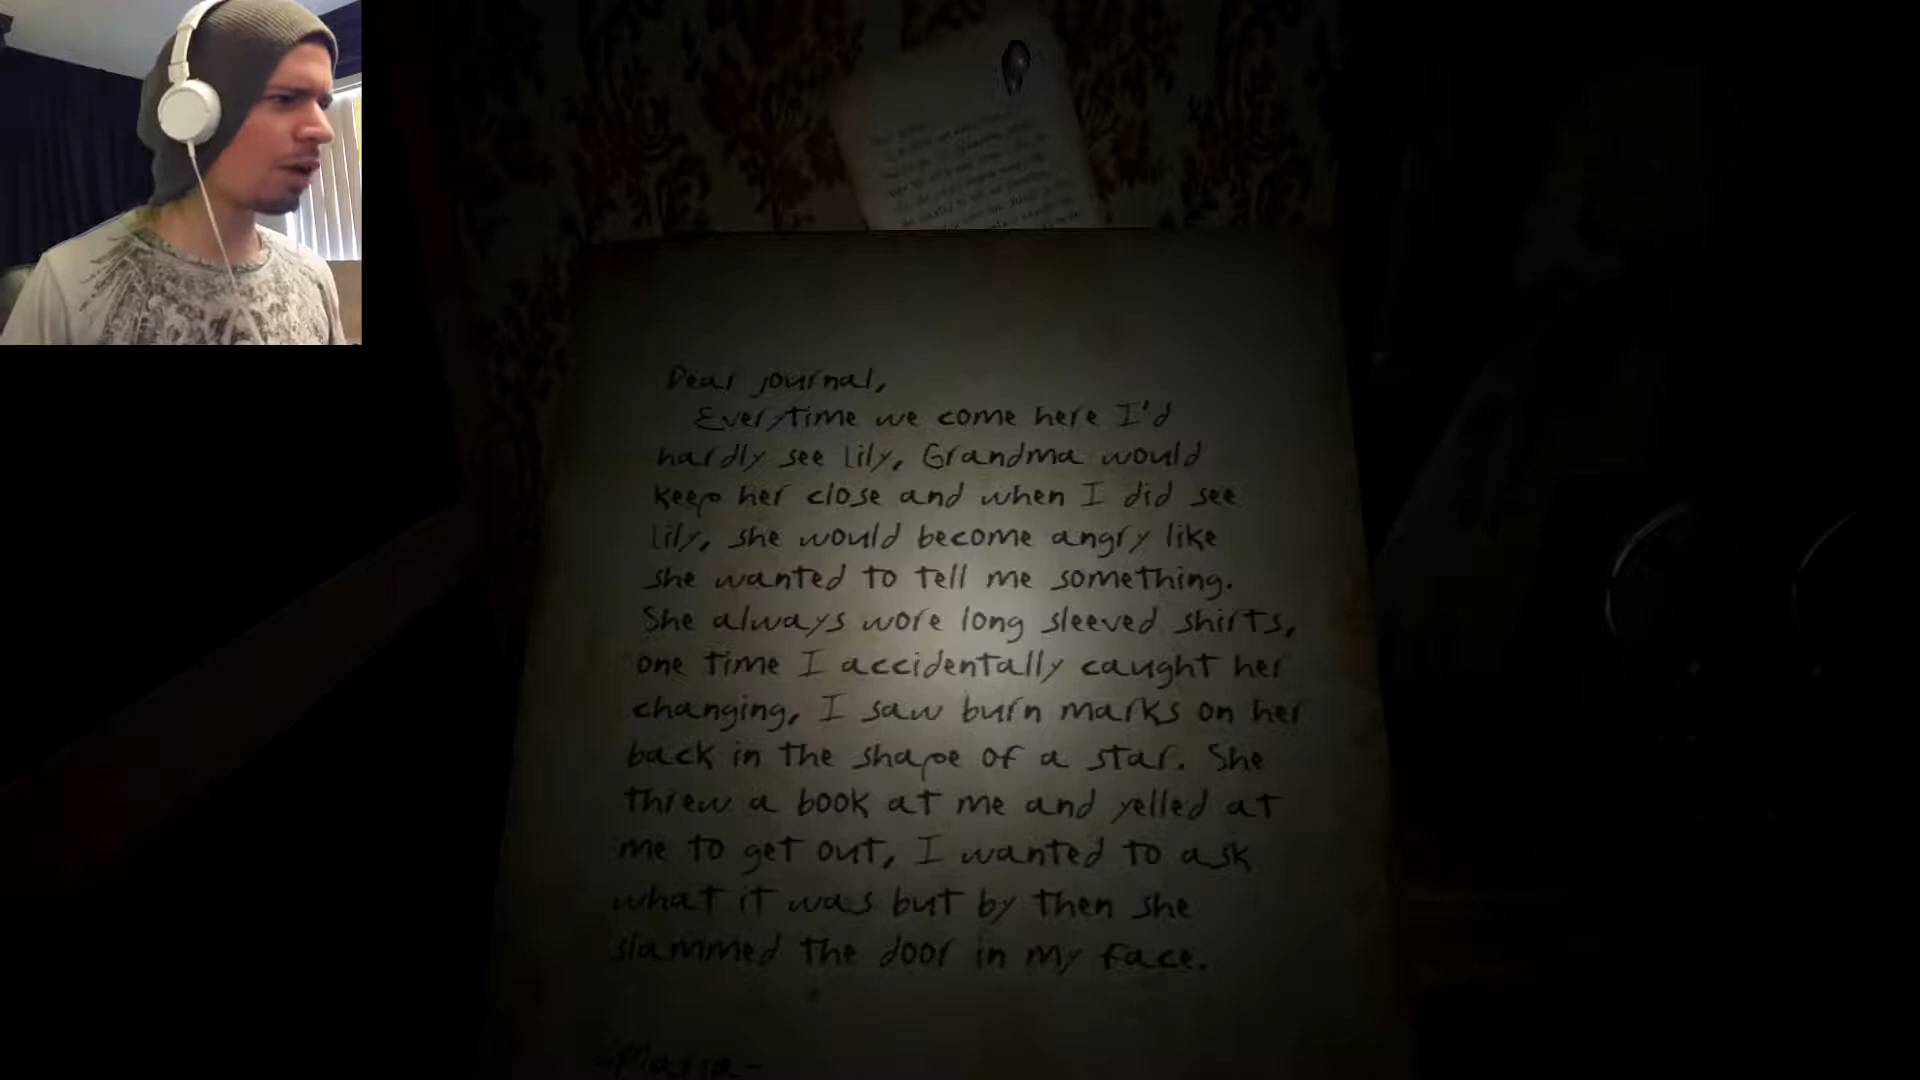 Dear journal,
Everytime we come here I'd
hardly see lily, Grandma would
keep her close and when I did see
lily, she would become angry like
she wanted to tell me something.
She always wore long sleeved shirts,
one time I accidentally caught her
changing, I saw burn marks on her
back in the shape of a star. She
threw a book at me and yelled at
me to get out, I wanted to ask
what it was but by then she
slammed the door in my face.
-Maria-